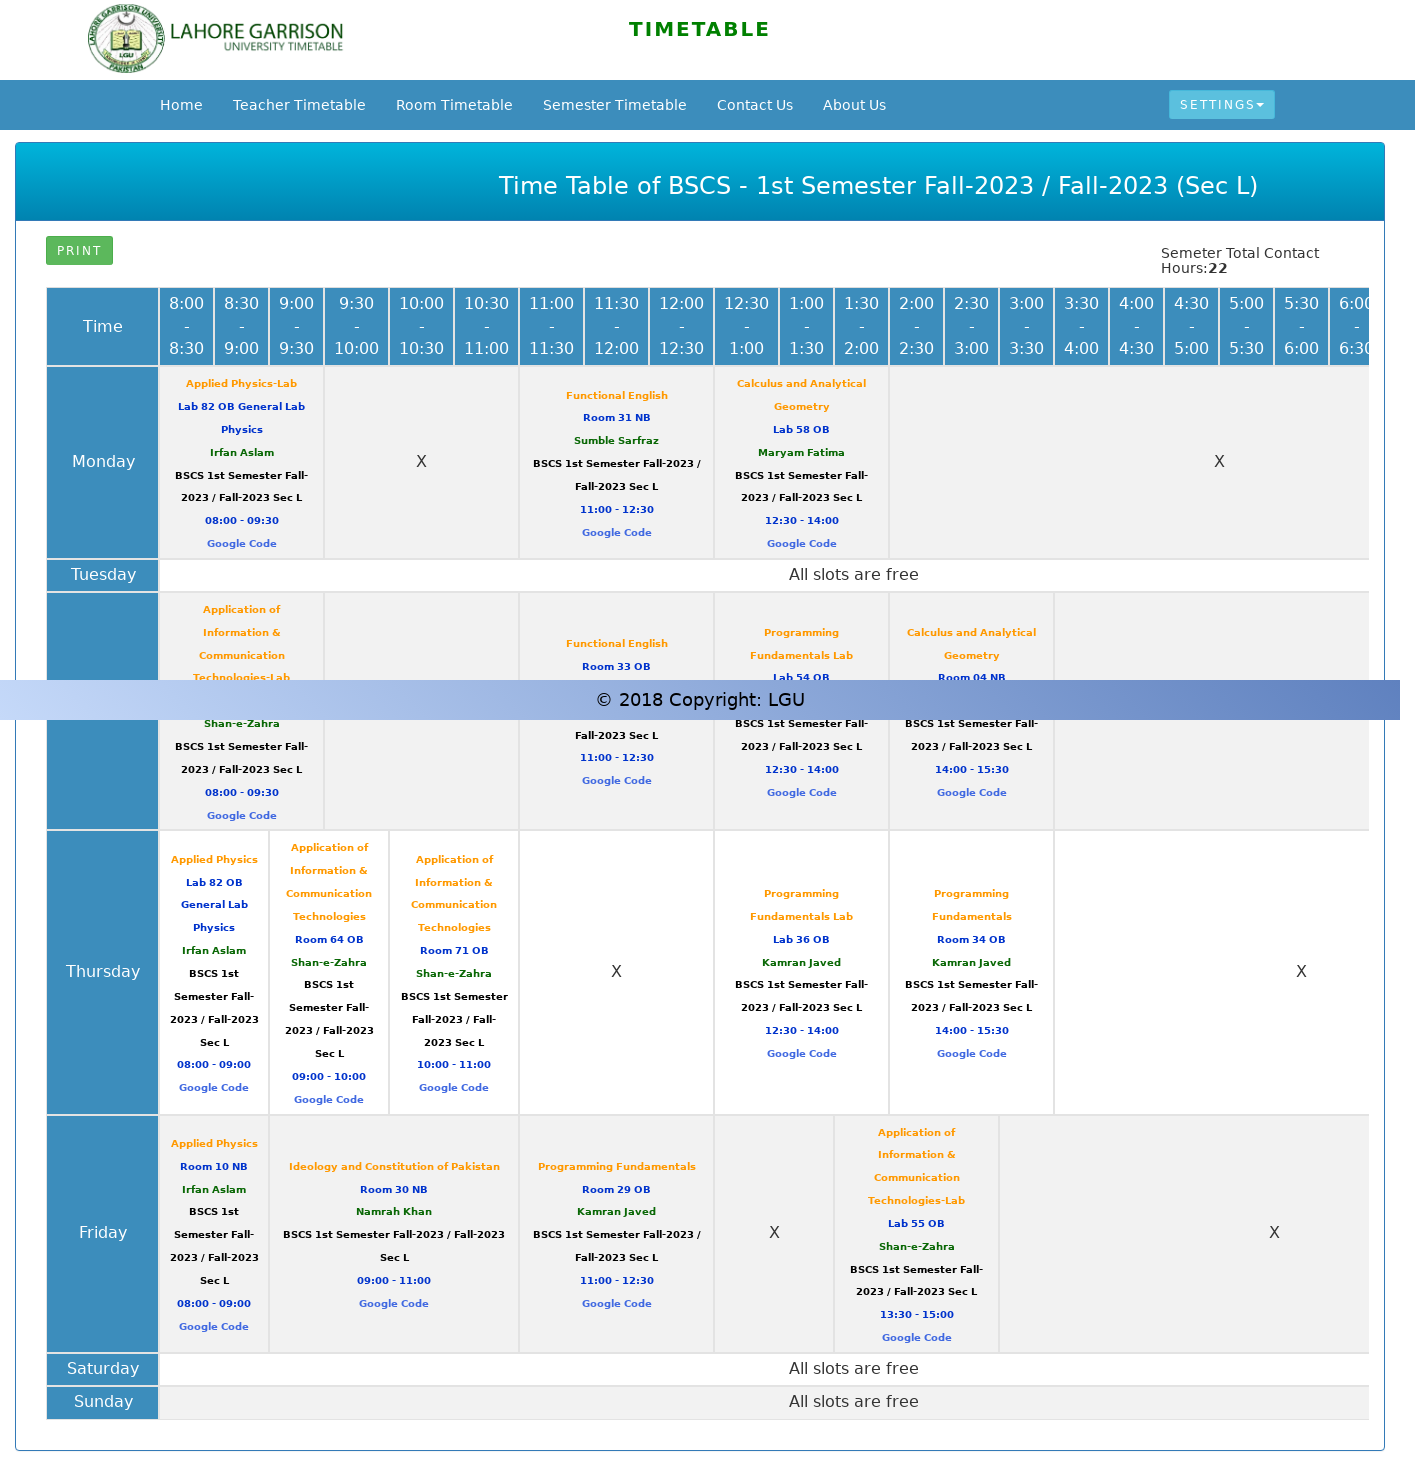 LAHORE GARRISON
UNIVERSITY TIMETABLE
TIMETABLE
Home Teacher Timetable Room Timetable Semester Timetable Contact Us About Us SETTINGS
Time Table of BSCS - 1st Semester Fall-2023 / Fall-2023 (Sec L)
PRINT
Semeter Total Contact
Hours:22
Time
8:00 - 8:30
8:30 - 9:00
9:00 - 9:30
9:30 - 10:00
10:00 - 10:30
10:30 - 11:00
11:00 - 11:30
11:30 - 12:00
12:00 - 12:30
12:30 - 1:00
1:00 - 1:30
1:30 - 2:00
2:00 - 2:30
2:30 - 3:00
3:00 - 3:30
3:30 - 4:00
4:00 - 4:30
4:30 - 5:00
5:00 - 5:30
5:30 - 6:00
6:00 - 6:30
Monday
Applied Physics-Lab
Lab 82 OB General Lab
Physics
Irfan Aslam
BSCS 1st Semester Fall-
2023 / Fall-2023 Sec L
08:00 - 09:30
Google Code
X
Functional English
Room 31 NB
Sumble Sarfraz
BSCS 1st Semester Fall-2023 /
Fall-2023 Sec L
11:00 - 12:30
Google Code
Calculus and Analytical
Geometry
Lab 58 OB
Maryam Fatima
BSCS 1st Semester Fall-
2023 / Fall-2023 Sec L
12:30 - 14:00
Google Code
X
Tuesday
All slots are free
Application of
Information &
Communication
Technologies-Lab
Shan-e-Zahra
BSCS 1st Semester Fall-
2023 / Fall-2023 Sec L
08:00 - 09:30
Google Code
Functional English
Room 33 OB
Fall-2023 Sec L
11:00 - 12:30
Google Code
Programming
Fundamentals Lab
Lab 54 OB
BSCS 1st Semester Fall-
2023 / Fall-2023 Sec L
12:30 - 14:00
Google Code
Calculus and Analytical
Geometry
Room 04 NB
BSCS 1st Semester Fall-
2023 / Fall-2023 Sec L
14:00 - 15:30
Google Code
© 2018 Copyright: LGU
Thursday
Applied Physics
Lab 82 OB
General Lab
Physics
Irfan Aslam
BSCS 1st
Semester Fall-
2023 / Fall-2023
Sec L
08:00 - 09:00
Google Code
Application of
Information &
Communication
Technologies
Room 64 OB
Shan-e-Zahra
BSCS 1st
Semester Fall-
2023 / Fall-2023
Sec L
09:00 - 10:00
Google Code
Application of
Information &
Communication
Technologies
Room 71 OB
Shan-e-Zahra
BSCS 1st Semester
Fall-2023 / Fall-
2023 Sec L
10:00 - 11:00
Google Code
X
Programming
Fundamentals Lab
Lab 36 OB
Kamran Javed
BSCS 1st Semester Fall-
2023 / Fall-2023 Sec L
12:30 - 14:00
Google Code
Programming
Fundamentals
Room 34 OB
Kamran Javed
BSCS 1st Semester Fall-
2023 / Fall-2023 Sec L
14:00 - 15:30
Google Code
X
Friday
Applied Physics
Room 10 NB
Irfan Aslam
BSCS 1st
Semester Fall-
2023 / Fall-2023
Sec L
08:00 - 09:00
Google Code
Ideology and Constitution of Pakistan
Room 30 NB
Namrah Khan
BSCS 1st Semester Fall-2023 / Fall-2023
Sec L
09:00 - 11:00
Google Code
Programming Fundamentals
Room 29 OB
Kamran Javed
BSCS 1st Semester Fall-2023 /
Fall-2023 Sec L
11:00 - 12:30
Google Code
X
Application of
Information &
Communication
Technologies-Lab
Lab 55 OB
Shan-e-Zahra
BSCS 1st Semester Fall-
2023 / Fall-2023 Sec L
13:30 - 15:00
Google Code
X
Saturday
All slots are free
Sunday
All slots are free